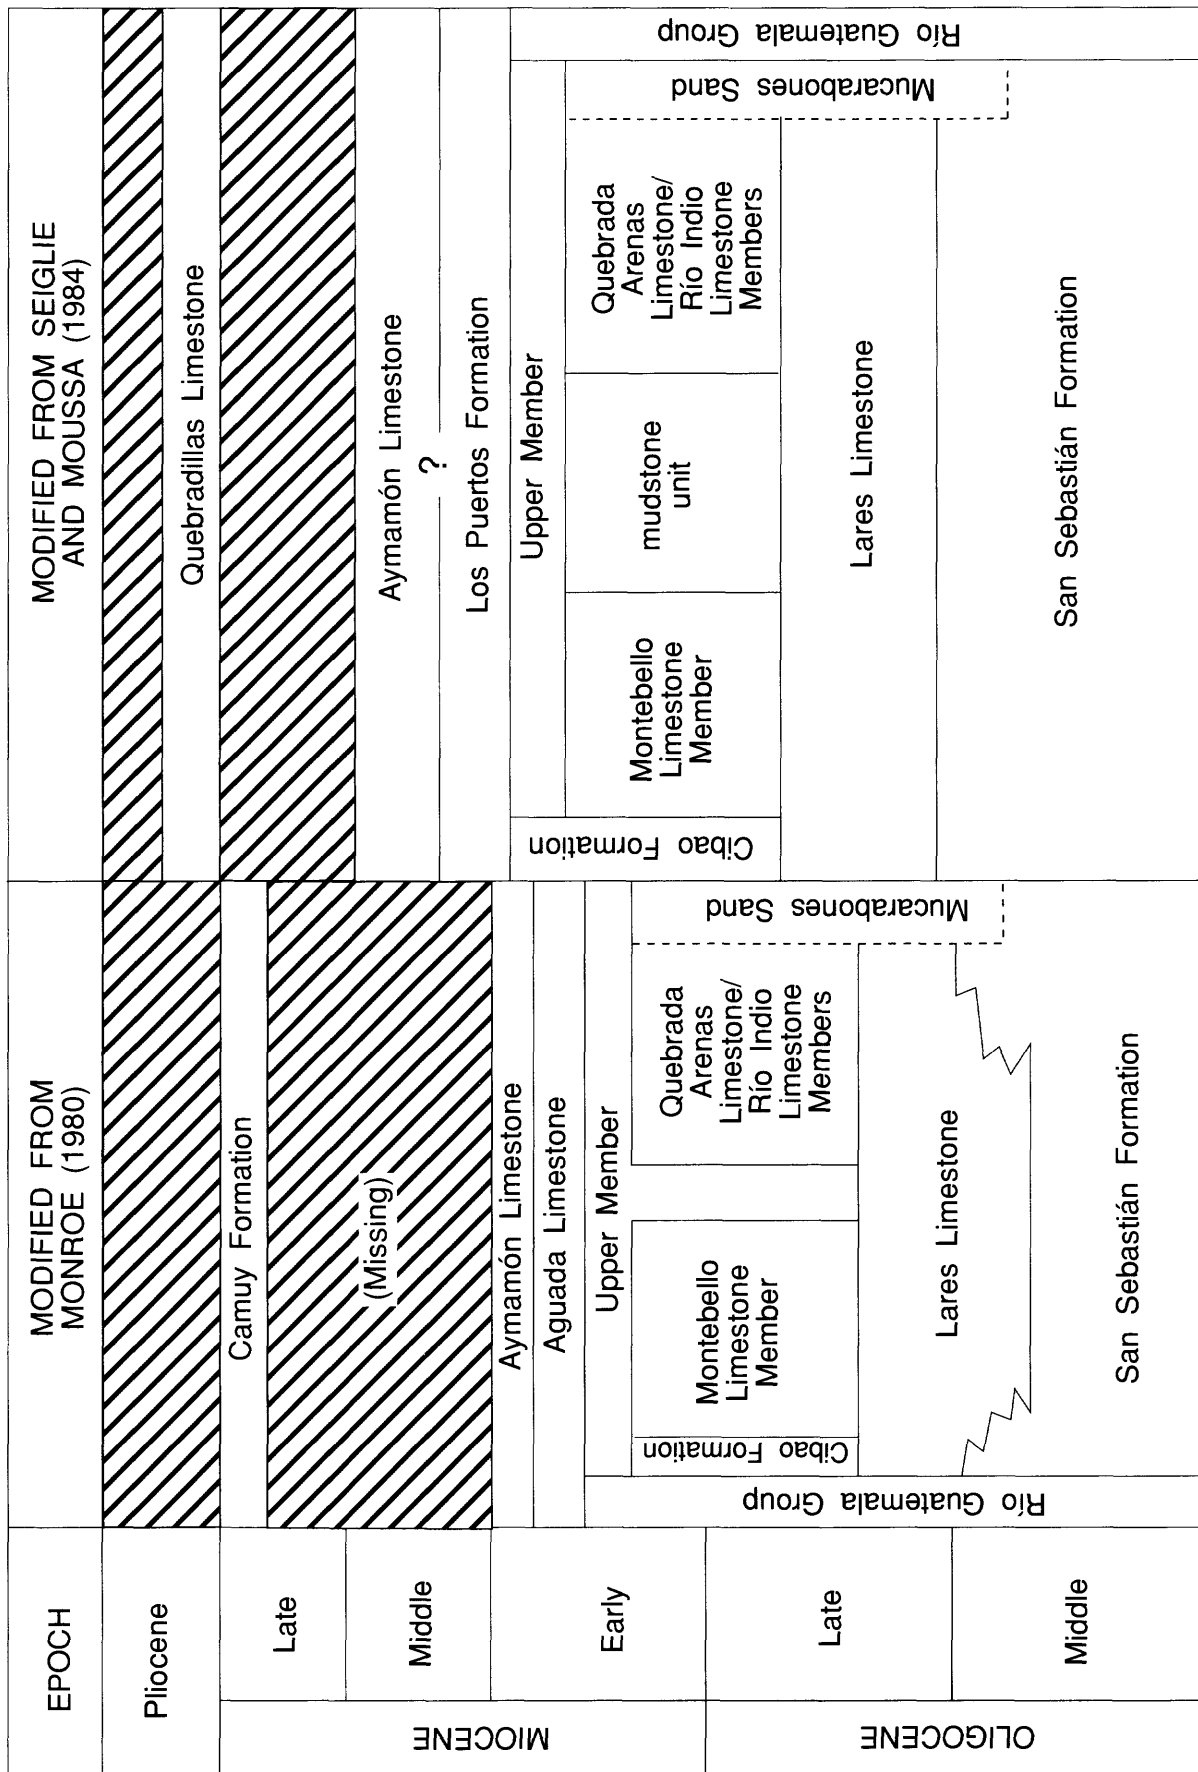 EPOCH
Pliocene
MIOCENE
Late
Middle
Early
OLIGOCENE
Late
Middle
MODIFIED FROM
MONROE (1980)
Camuy Formation
(Missing)
Aymamón Limestone
Aguada Limestone
Río Guatemala Group
Upper Member
Cibao Formation
Montebello
Limestone
Member
Quebrada
Arenas
Limestone/
Río Indio
Limestone
Members
Mucarabones Sand
Lares Limestone
San Sebastián Formation
MODIFIED FROM SEIGLIE
AND MOUSSA (1984)
Quebradillas Limestone
Aymamón Limestone
?
Los Puertos Formation
Cibao Formation
Upper Member
Montebello
Limestone
Member
mudstone
unit
Quebrada
Arenas
Limestone/
Río Indio
Limestone
Members
Mucarabones Sand
Río Guatemala Group
Lares Limestone
San Sebastián Formation